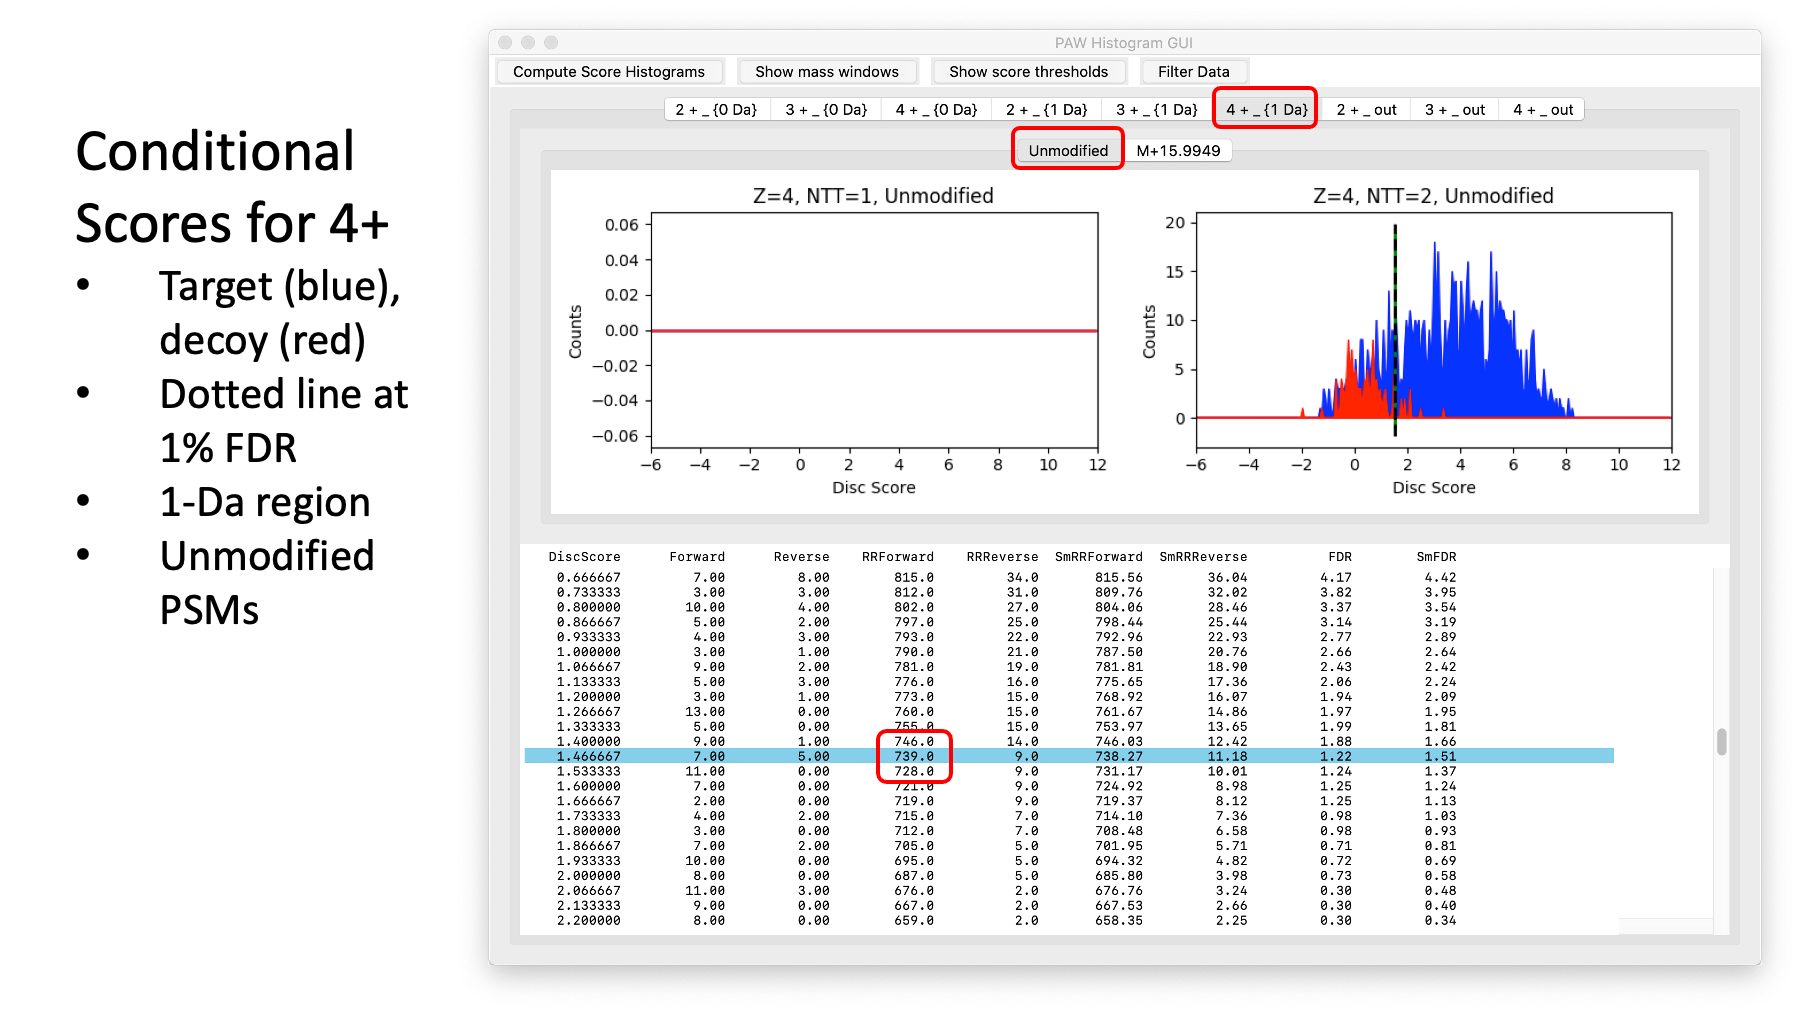 Conditional
Scores for 4+
• Target (blue),
decoy (red)
• Dotted line at
1% FDR
• 1-Da region
• Unmodified
PSMs
PAW Histogram GUI
Compute Score Histograms Show mass windows Show score thresholds Filter Data
2 + _ {0 Da} 3 + _ {0 Da} 4 + _ {0 Da} 2 + _ {1 Da} 3 + _ {1 Da} 4 + _ {1 Da} 2 + _ out 3 + _ out 4 + _ out
Unmodified M+15.9949
Z=4, NTT=1, Unmodified
0.06
0.04
0.02
0.00
−0.02
−0.04
−0.06
Counts
−6 −4 −2 0 2 4 6 8 10 12
Disc Score
Z=4, NTT=2, Unmodified
20
15
10
5
0
Counts
−6 −4 −2 0 2 4 6 8 10 12
Disc Score
DiscScore Forward Reverse RRForward RRReverse SmRRForward SmRRReverse FDR SmFDR
0.666667 7.00 8.00 815.0 34.0 815.56 36.04 4.17 4.42
0.733333 3.00 3.00 812.0 31.0 809.76 32.02 3.82 3.95
0.800000 10.00 4.00 802.0 27.0 804.06 28.46 3.37 3.54
0.866667 5.00 2.00 797.0 25.0 798.44 25.44 3.14 3.19
0.933333 4.00 3.00 793.0 22.0 792.96 22.93 2.77 2.89
1.000000 3.00 1.00 790.0 21.0 787.50 20.76 2.66 2.64
1.066667 9.00 2.00 781.0 19.0 781.81 18.90 2.43 2.42
1.133333 5.00 3.00 776.0 16.0 775.65 17.36 2.06 2.24
1.200000 3.00 1.00 773.0 15.0 768.92 16.07 1.94 2.09
1.266667 13.00 0.00 760.0 15.0 761.67 14.86 1.97 1.95
1.333333 5.00 0.00 755.0 15.0 753.97 13.65 1.99 1.81
1.400000 9.00 1.00 746.0 14.0 746.03 12.42 1.88 1.66
1.466667 7.00 5.00 739.0 9.0 738.27 11.18 1.22 1.51
1.533333 11.00 0.00 728.0 9.0 731.17 10.01 1.24 1.37
1.600000 7.00 0.00 721.0 9.0 724.92 8.98 1.25 1.24
1.666667 2.00 0.00 719.0 9.0 719.37 8.12 1.25 1.13
1.733333 4.00 2.00 715.0 7.0 714.10 7.36 0.98 1.03
1.800000 3.00 0.00 712.0 7.0 708.48 6.58 0.98 0.93
1.866667 7.00 2.00 705.0 5.0 701.95 5.71 0.71 0.81
1.933333 10.00 0.00 695.0 5.0 694.32 4.82 0.72 0.69
2.000000 8.00 0.00 687.0 5.0 685.80 3.98 0.73 0.58
2.066667 11.00 3.00 676.0 2.0 676.76 3.24 0.30 0.48
2.133333 9.00 0.00 667.0 2.0 667.53 2.66 0.30 0.40
2.200000 8.00 0.00 659.0 2.0 658.35 2.25 0.30 0.34